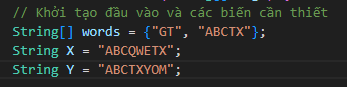 // Khởi tạo đầu vào và các biến cần thiết
String[] words = {"GT", "ABCTX"};
String X = "ABCQWETX";
String Y = "ABCTXYOM";